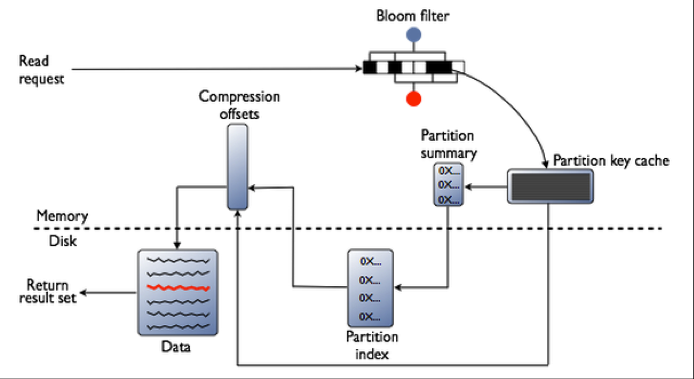 Bloom filter
Read
request
Compression
offsets
Partition
summary
0X...
0X...
0X...
Partition key cache
Memory
Disk
0X...
0X...
0X...
0X...
Return
result set
Data
Partition
index